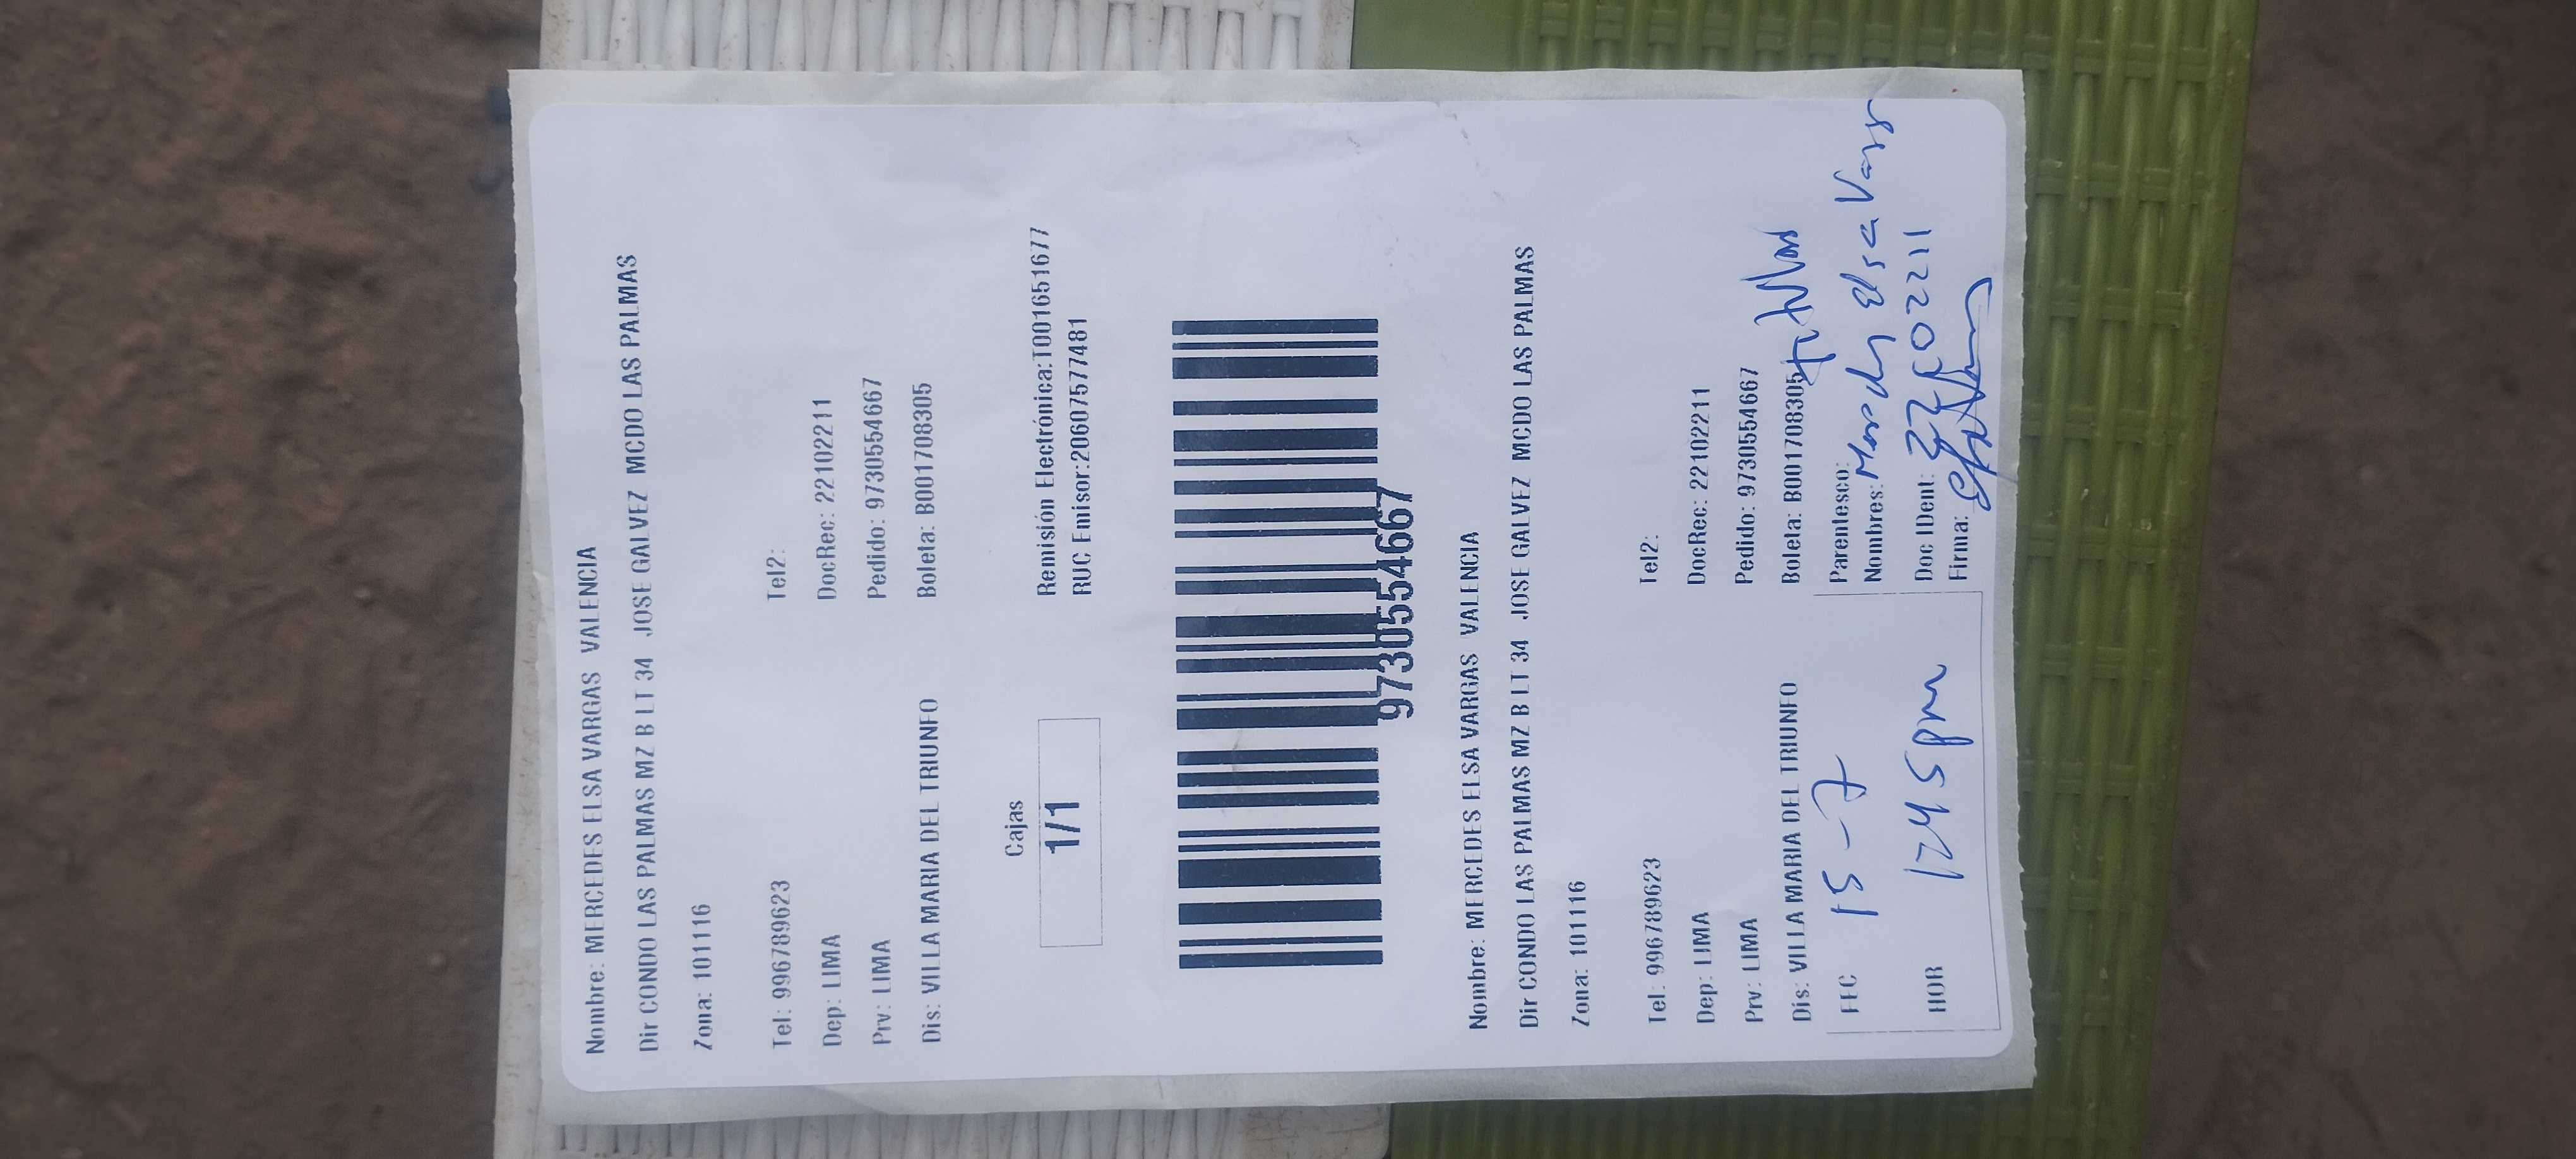 Nombre: MERCEDES ELSA VARGAS VALENCIA
Dir CONDO LAS PALMAS MZ B LT 34 JOSE GALVEZ MCDO LAS PALMAS
Zona: 101116
Tel: 996789623 Tel2:
Dep: LIMA DocRec: 22102211
Prv: LIMA Pedido: 9730554667
Dis: VILLA MARIA DEL TRIUNFO Boleta: B001708305
Cajas
1/1
Remisión Electrónica:T001651677
RUC Emisor:20607577481
9730554667
Nombre: MERCEDES ELSA VARGAS VALENCIA
Dir CONDO LAS PALMAS MZ B LT 34 JOSE GALVEZ MCDO LAS PALMAS
Zona: 101116
Tel: 996789623 Tel2:
Dep: LIMA DocRec: 22102211
Prv: LIMA Pedido: 9730554667
Dis: VILLA MARIA DEL TRIUNFO Boleta: B001708305
FEC 15-7 Parentesco:
Nombres: Elsa
HOR 1245pm Doc IDent:
Firma: